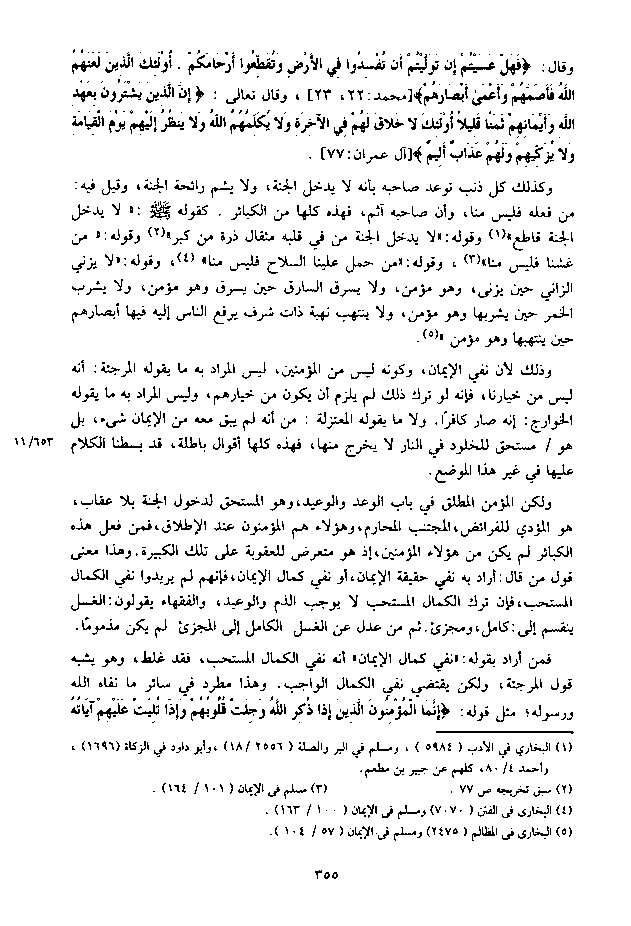 وقال: ﴿فَهَلْ عَسَيْتُمْ إِن تَوَلَّيْتُمْ أَن تُفْسِدُوا فِي الأَرْضِ وَتُقَطِّعُوا أَرْحَامَكُمْ . أُوْلَئِكَ الَّذِينَ لَعَنَهُمُ
اللَّهُ فَأَصَمَّهُمْ وَأَعْمَى أَبْصَارَهُمْ﴾[محمد:٢٢، ٢٣] ، وقال تعالى : ﴿ إِنَّ الَّذِينَ يَشْتَرُونَ بِعَهْدِ
اللَّه وَأَيْمَانِهِمْ ثَمَنًا قَلِيلاً أُوْلَئِكَ لا خَلاقَ لَهُمْ فِي الآخِرَةِ وَلا يُكَلِّمُهُمُ اللَّهُ وَلا يَنظُرُ إِلَيْهِمْ يَوْمَ الْقِيَامَةِ
وَلا يُزَكِّيهِمْ وَلَهُمْ عَذَابٌ أَلِيمٌ ﴾[آل عمران:٧٧] .
وكذلك كل ذنب توعد صاحبه بأنه لا يدخل الجنة، ولا يشم رائحة الجنة، وقيل فيه:
من فعله فليس منا، وأن صاحبه آثم، فهذه كلها من الكبائر . كقوله ﷺ : « لا يدخل
الجنة قاطع»(١) وقوله: «لا يدخل الجنة من في قلبه مثقال ذرة من كبر»(٢) وقوله: « من
غشنا فليس منا»(٣) ، وقوله: «من حمل علينا السلاح فليس منا» (٤)، وقوله: «لا يزني
الزاني حين يزني، وهو مؤمن، ولا يسرق السارق حين يسرق وهو مؤمن، ولا يشرب
الخمر حين يشربها وهو مؤمن، ولا ينتهب نهبة ذات شرف يرفع الناس إليه فيها أبصارهم
حين ينتهبها وهو مؤمن »(٥).
وذلك لأن نفي الإيمان، وكونه ليس من المؤمنين، ليس المراد به ما يقوله المرجئة: أنه
ليس من خيارنا، فإنه لو ترك ذلك لم يلزم أن يكون من خيارهم، وليس المراد به ما يقوله
الخوارج: إنه صار كافرًا. ولا ما يقوله المعتزلة : من أنه لم يبق معه من الإيمان شيء، بل
هو / مستحق للخلود في النار لا يخرج منها، فهذه كلها أقوال باطلة، قد بسطنا الكلام ١١/٦٥٣
عليها في غير هذا الموضع.
ولكن المؤمن المطلق في باب الوعد والوعيد، وهو المستحق لدخول الجنة بلا عقاب،
هو المؤدي للفرائض، المجتنب المحارم، وهؤلاء هم المؤمنون عند الإطلاق، فمن فعل هذه
الكبائر لم يكن من هؤلاء المؤمنين، إذ هو متعرض للعقوبة على تلك الكبيرة. وهذا معنى
قول من قال: أراد به نفي حقيقة الإيمان، أو نفي كمال الإيمان، فإنهم لم يريدوا نفي الكمال
المستحب، فإن ترك الكمال المستحب لا يوجب الذم والوعيد، والفقهاء يقولون: الغسل
ينقسم إلى: كامل، ومجزئ. ثم من عدل عن الغسل الكامل إلى المجزئ لم يكن مذمومًا.
فمن أراد بقوله: «نفي كمال الإيمان» أنه نفي الكمال المستحب، فقد غلط، وهو يشبه
قول المرجئة، ولكن يقتضي نفي الكمال الواجب. وهذا مطرد في سائر ما نفاه الله
ورسوله؛ مثل قوله: ﴿إِنَّمَا الْمُؤْمِنُونَ الَّذِينَ إِذَا ذُكِرَ اللَّهُ وَجِلَتْ قُلُوبُهُمْ وَإِذَا تُلِيَتْ عَلَيْهِمْ آيَاتُهُ
(١) البخاري في الأدب ( ٥٩٨٤ ) ، ومسلم في البر والصلة ( ٢٥٥٦ /١٨) ، وأبو داود في الزكاة (١٦٩٦) ،
وأحمد ٤/ ٨٠، كلهم عن جبير بن مطعم.
(٢) سبق تخريجه ص ٧٧ . (٣) مسلم في الإيمان ( ١٠١ / ١٦٤ ) .
(٤) البخاري في الفتن ( ٧٠٧٠) ومسلم في الإيمان ( ١٠٠ /١٦٣ ) .
(٥) البخاري في المظالم ( ٢٤٧٥) ومسلم في الإيمان ( ٥٧ / ١٠٤ ).
٣٥٥